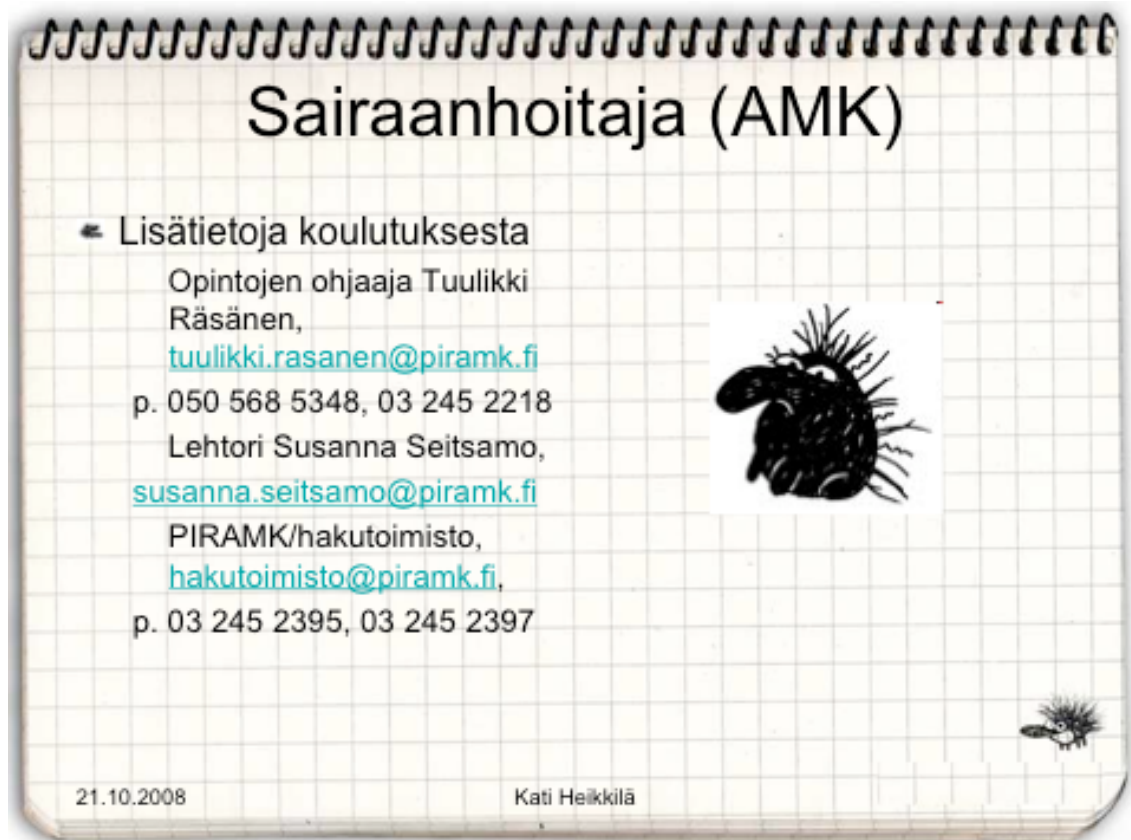 Sairaanhoitaja (AMK)
Lisätietoja koulutuksesta
Opintojen ohjaaja Tuulikki
Räsänen,
tuulikki.rasanen@piramk.fi
p. 050 568 5348, 03 245 2218
Lehtori Susanna Seitsamo,
susanna.seitsamo@piramk.fi
PIRAMK/hakutoimisto,
hakutoimisto@piramk.fi,
p. 03 245 2395, 03 245 2397
21.10.2008
Kati Heikkilä